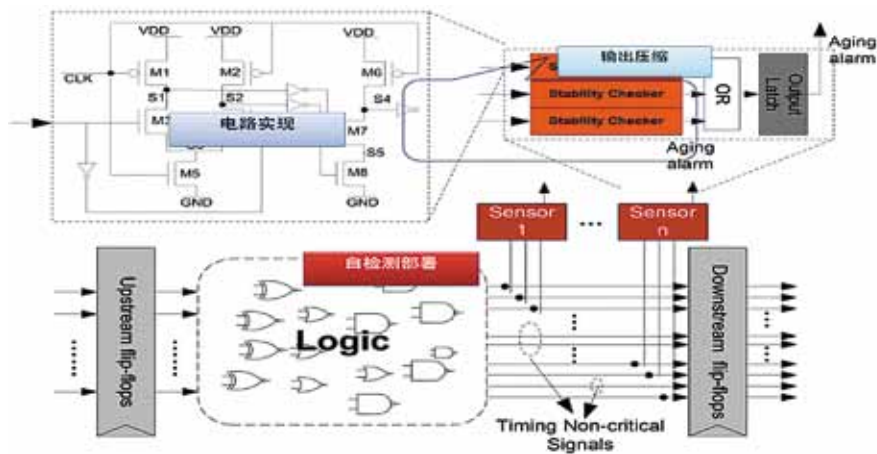 VDD VDD VDD
CLK
M1
M2
M6
S1
S2
S4
电路实现
M7
S5
M5
M8
GND
GND
输出压缩
Stability Checker
Stability Checker
OR
Output
Latch
Aging
alarm
Aging
alarm
Sensor
1
...
Sensor
n
自检测部署
Upstream flip-flops
Logic
Downstream flip-flops
Timing Non-critical
Signals